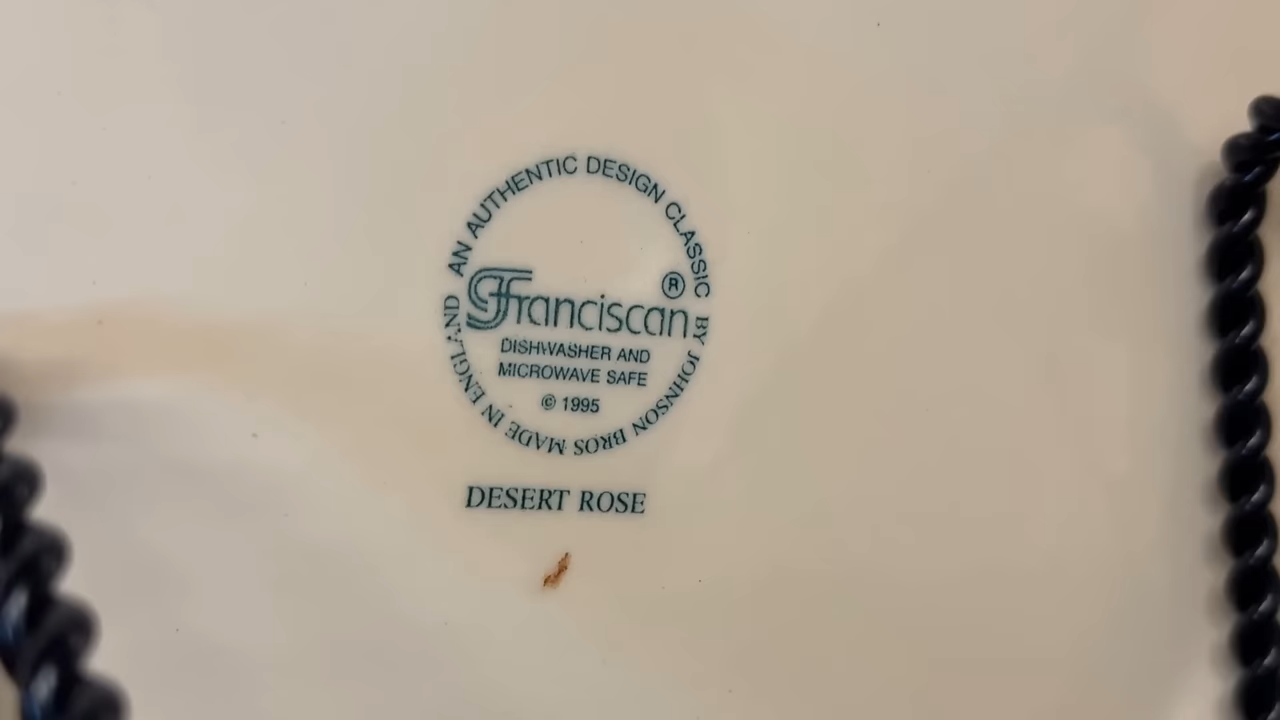 AN AUTHENTIC DESIGN CLASSIC BY JOHNSON BROS MADE IN ENGLAND
Franciscan ®
DISHWASHER AND
MICROWAVE SAFE
© 1995
DESERT ROSE